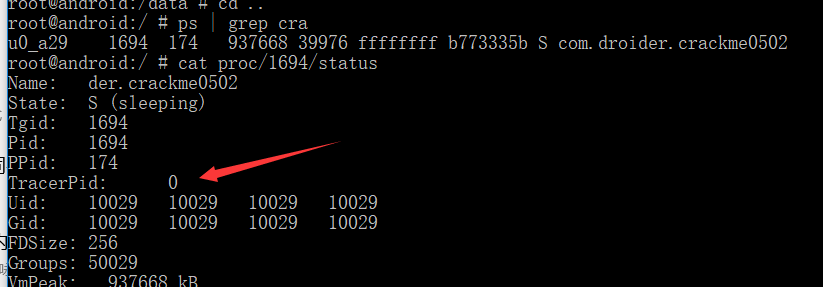 root@android:/data # cd ..
root@android:/ # ps | grep cra
u0_a29    1694  174   937668 39976 ffffffff b773335b S com.droider.crackme0502
root@android:/ # cat proc/1694/status
Name:   der.crackme0502
State:  S (sleeping)
Tgid:   1694
Pid:    1694
PPid:   174
TracerPid:      0
Uid:    10029   10029   10029   10029
Gid:    10029   10029   10029   10029
FDSize: 256
Groups: 50029
VmPeak:   937668 kB